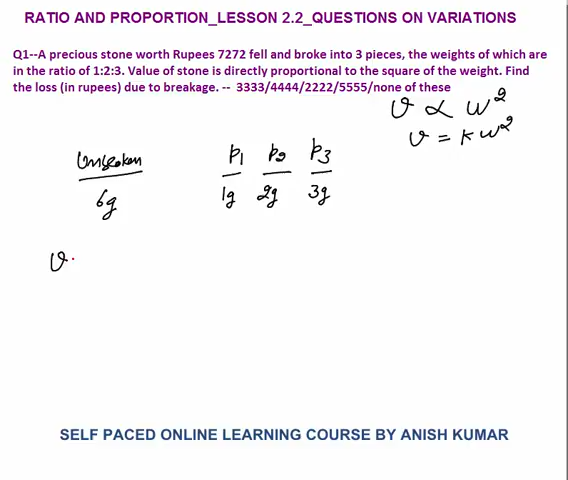 RATIO AND PROPORTION_LESSON 2.2_QUESTIONS ON VARIATIONS
Q1--A precious stone worth Rupees 7272 fell and broke into 3 pieces, the weights of which are
in the ratio of 1:2:3. Value of stone is directly proportional to the square of the weight. Find
the loss (in rupees) due to breakage. -- 3333/4444/2222/5555/none of these
v ∝ w²
v = kw²
Unbroken P1 P2 P3
6g 1g 2g 3g
v
SELF PACED ONLINE LEARNING COURSE BY ANISH KUMAR